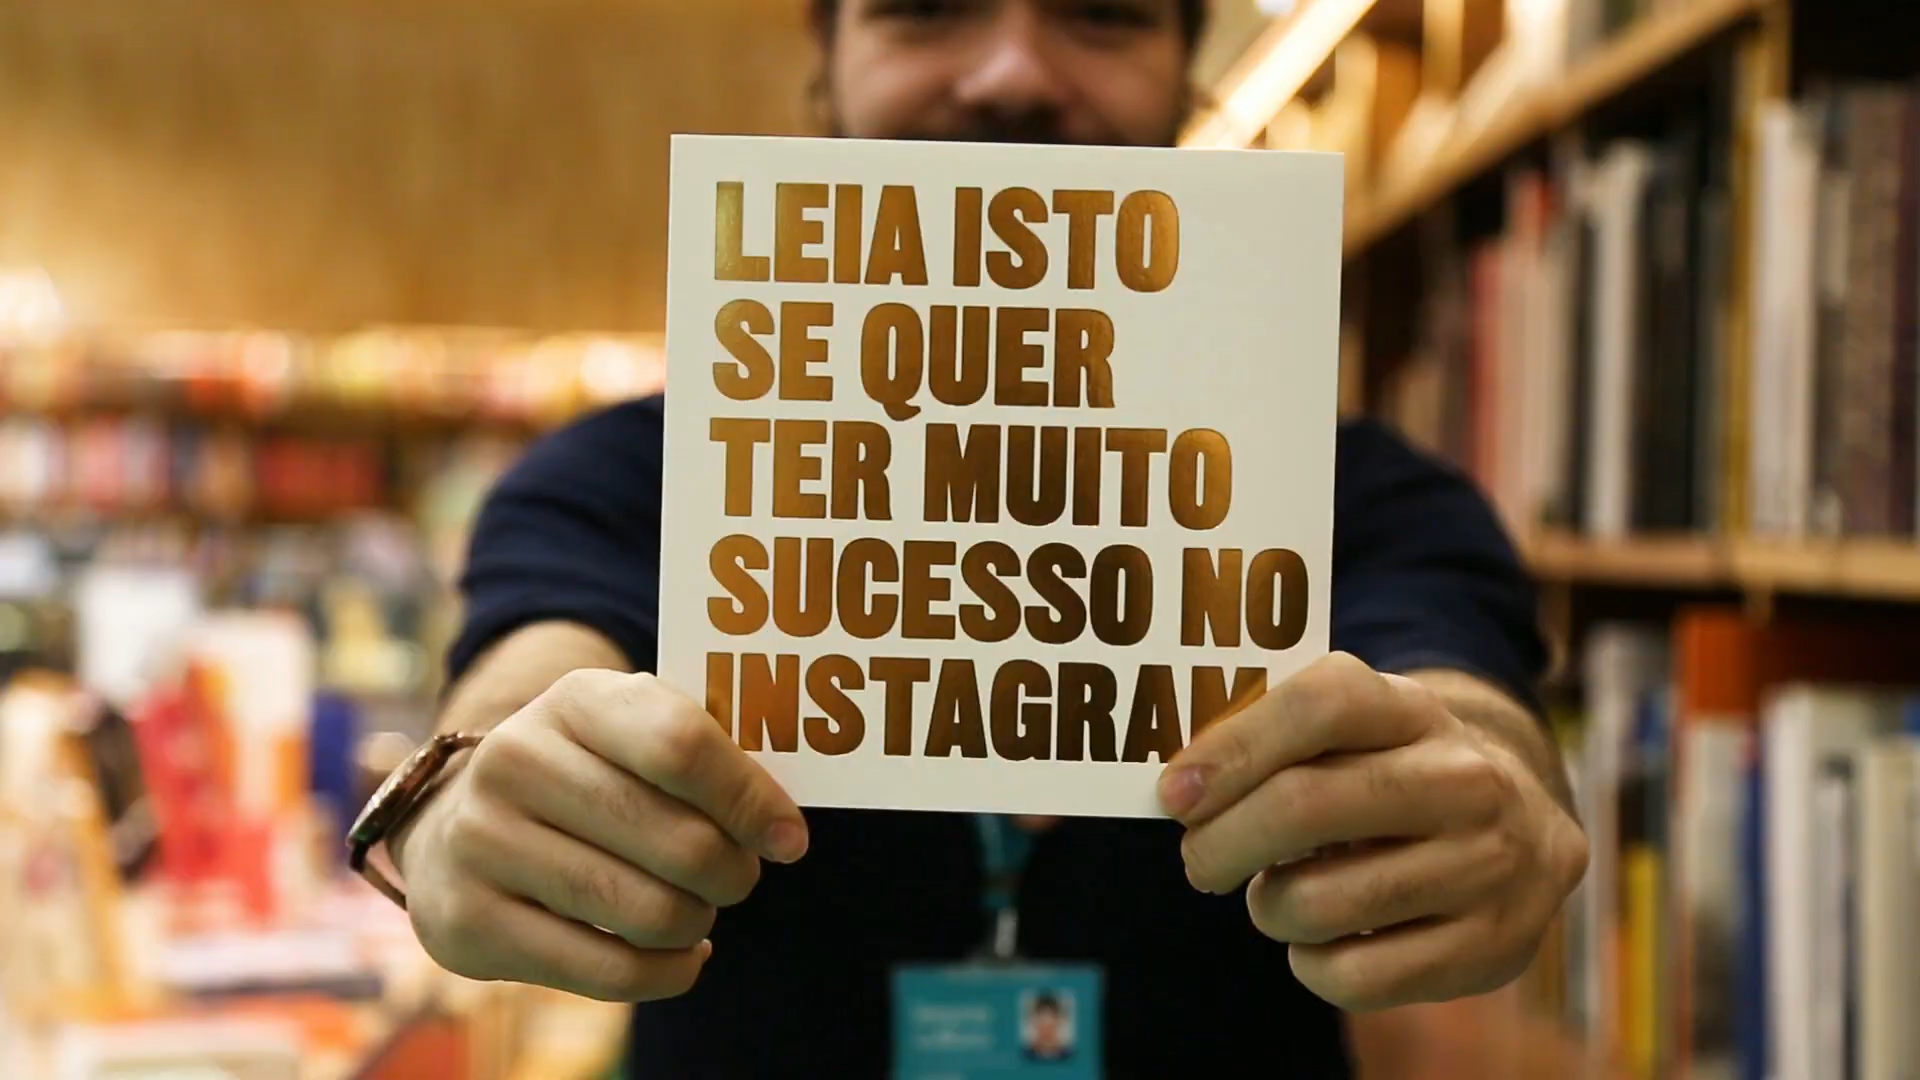 LEIA ISTO
SE QUER
TER MUITO
SUCESSO NO
INSTAGRAM